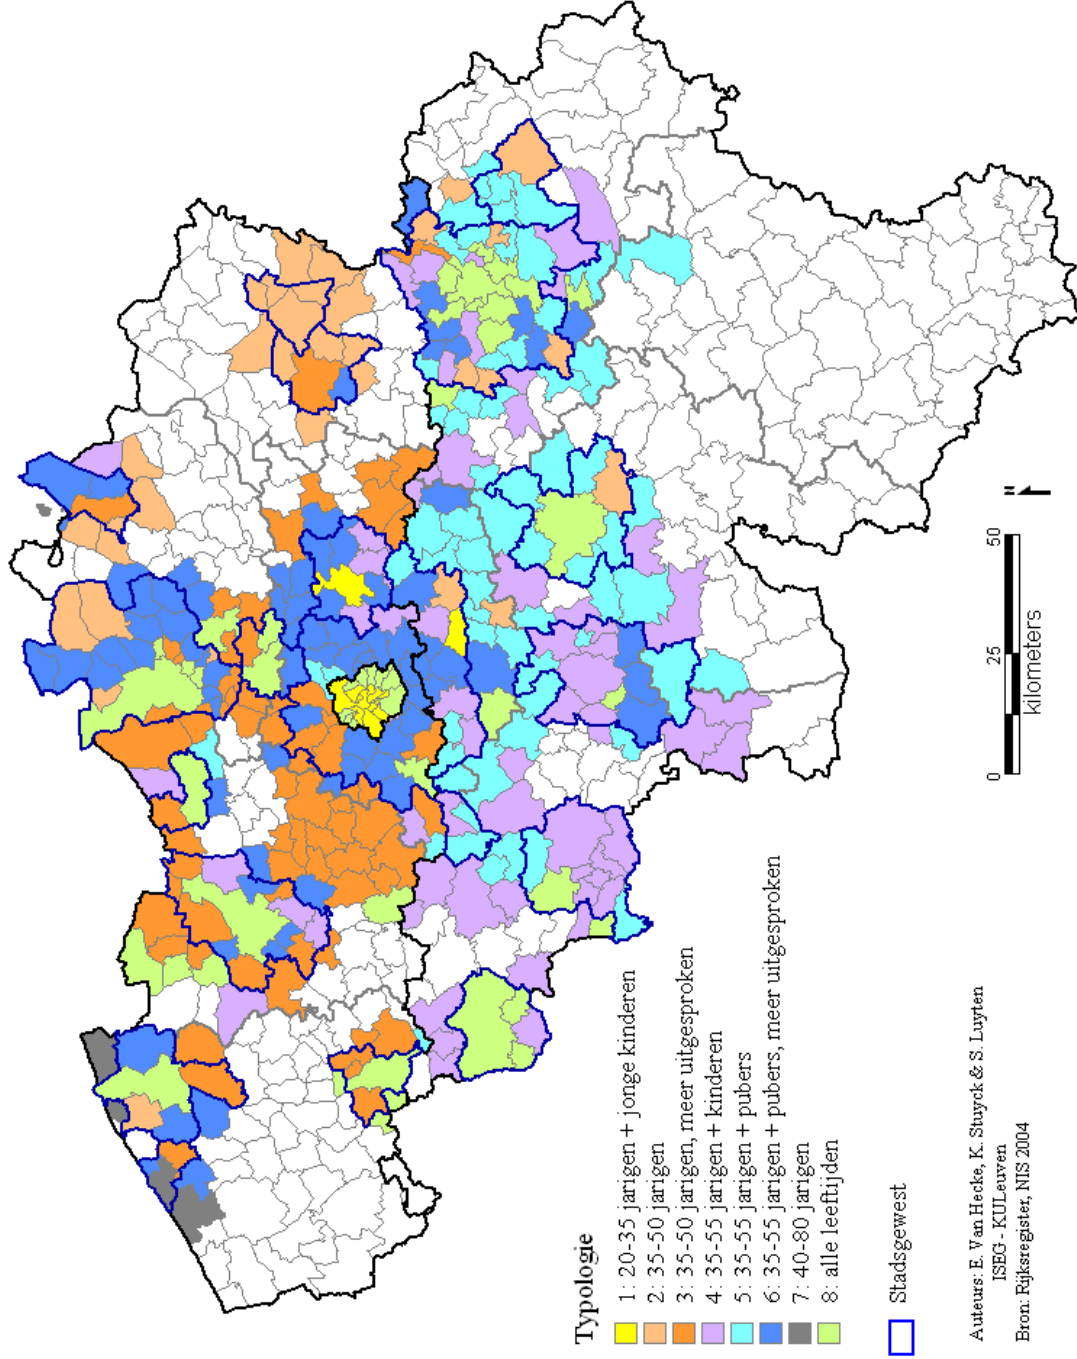 Typologie
1: 20-35 jarigen + jonge kinderen
2: 35-50 jarigen
3: 35-50 jarigen, meer uitgesproken
4: 35-55 jarigen + kinderen
5: 35-55 jarigen + pubers
6: 35-55 jarigen + pubers, meer uitgesproken
7: 40-80 jarigen
8: alle leeftijden
Stadsgewest
Auteurs: E. Van Hecke, K. Stuyck & S. Luyten
ISEG - KULeuven
Bron: Rijksregister, NIS 2004
0 25 50
kilometers
N